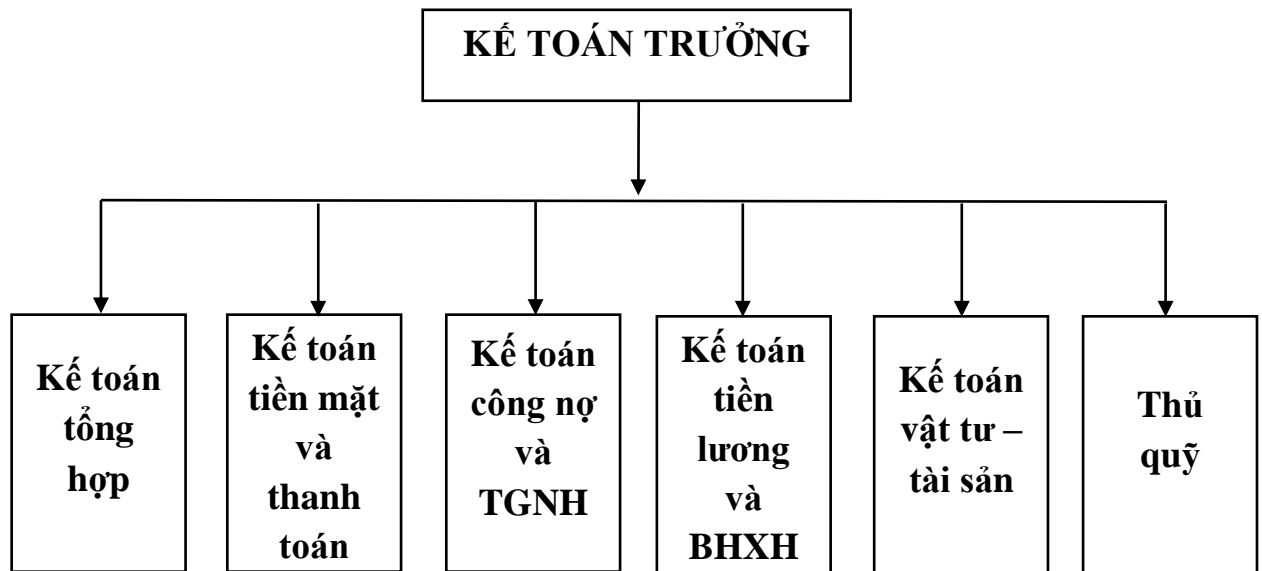 KẾ TOÁN TRƯỞNG
Kế toán
tổng
hợp
Kế toán
tiền mặt
và
thanh
toán
Kế toán
công nợ
và
TGNH
Kế toán
tiền
lương
và
BHXH
Kế toán
vật tư –
tài sản
Thủ
quỹ